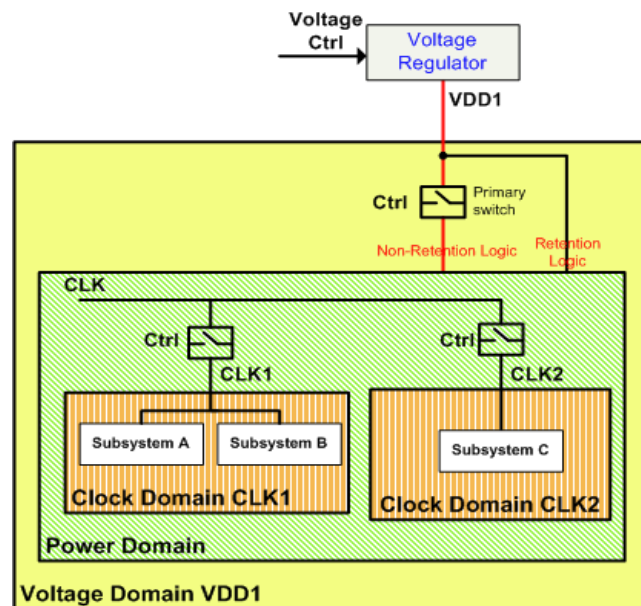 Voltage
Ctrl
Voltage
Regulator
VDD1
Ctrl
Primary
switch
Non-Retention Logic
Retention
Logic
CLK
Ctrl
Ctrl
CLK1
CLK2
Subsystem A
Subsystem B
Subsystem C
Clock Domain CLK1
Clock Domain CLK2
Power Domain
Voltage Domain VDD1